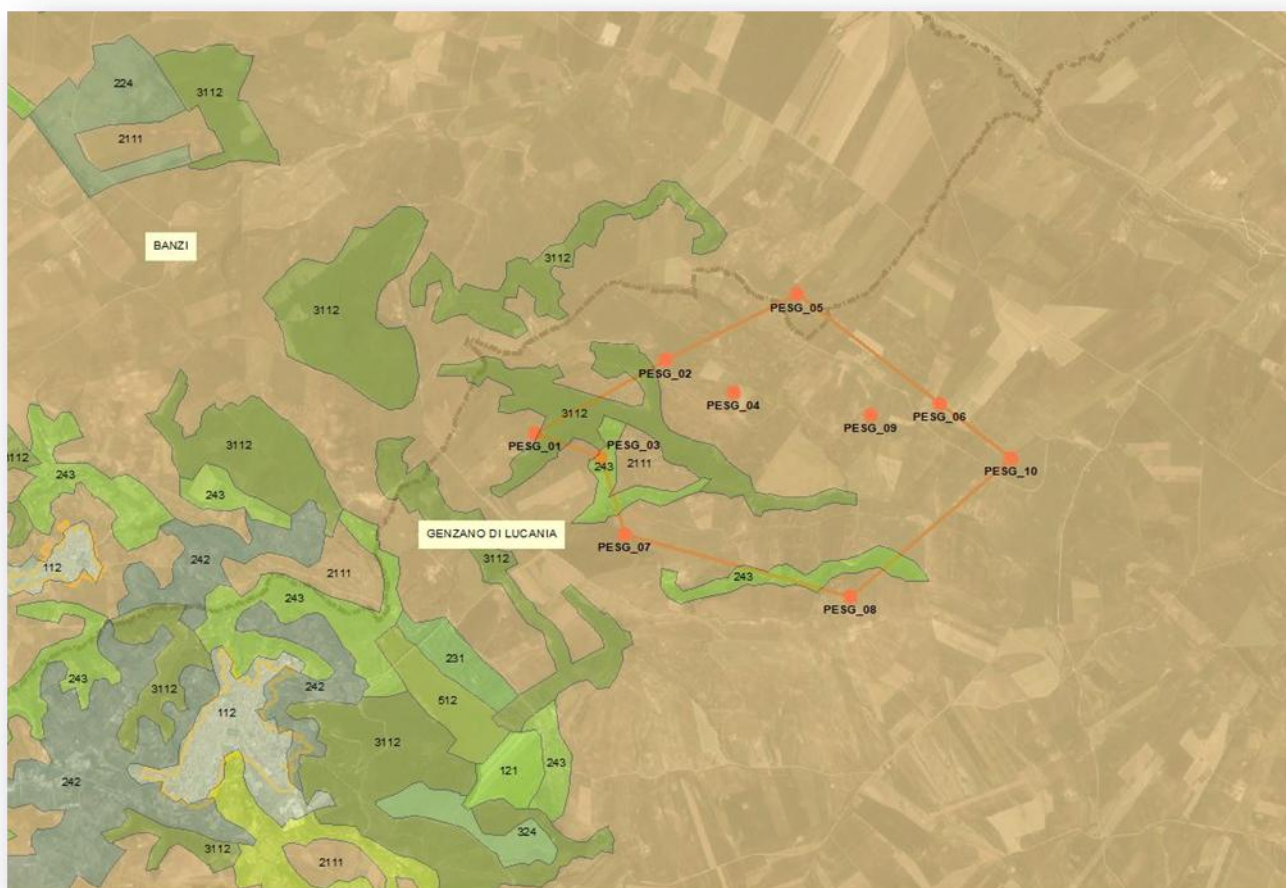 224
3112
2111
BANZI
3112
3112
PESG_05
PESG_02
PESG_04
3112
PESG_09
PESG_06
PESG_01
PESG_03
243
2111
PESG_10
3112
3112
243
243
GENZANO DI LUCANIA
PESG_07
3112
242
112
2111
243
243
PESG_08
231
243
3112
242
512
112
3112
242
121
243
324
3112
2111